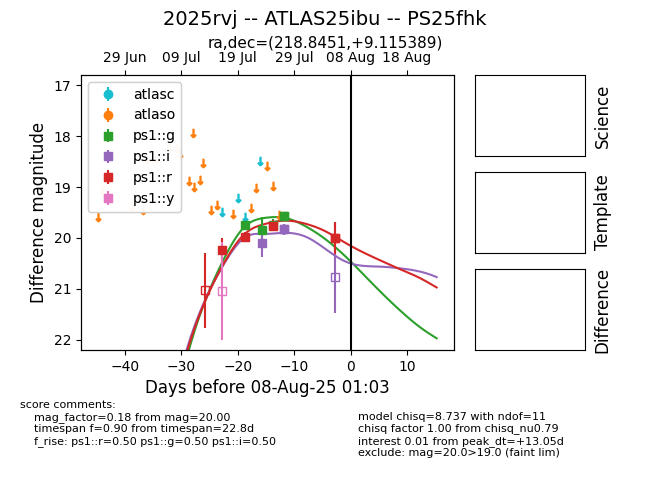 2025rvj -- ATLAS25ibu -- PS25fhk
ra,dec=(218.8451,+9.115389)
29 Jun 09 Jul 19 Jul 29 Jul 08 Aug 18 Aug
atlasc
atlaso
ps1::g
ps1::i
ps1::r
ps1::y
17
18
19
20
21
22
Difference magnitude
−40 −30 −20 −10 0 10
Days before 08-Aug-25 01:03
Science
Template
Difference
score comments:
mag_factor=0.18 from mag=20.00
timespan f=0.90 from timespan=22.8d
f_rise: ps1::r=0.50 ps1::g=0.50 ps1::i=0.50
model chisq=8.737 with ndof=11
chisq factor 1.00 from chisq_nu0.79
interest 0.01 from peak_dt=+13.05d
exclude: mag=20.0>19.0 (faint lim)